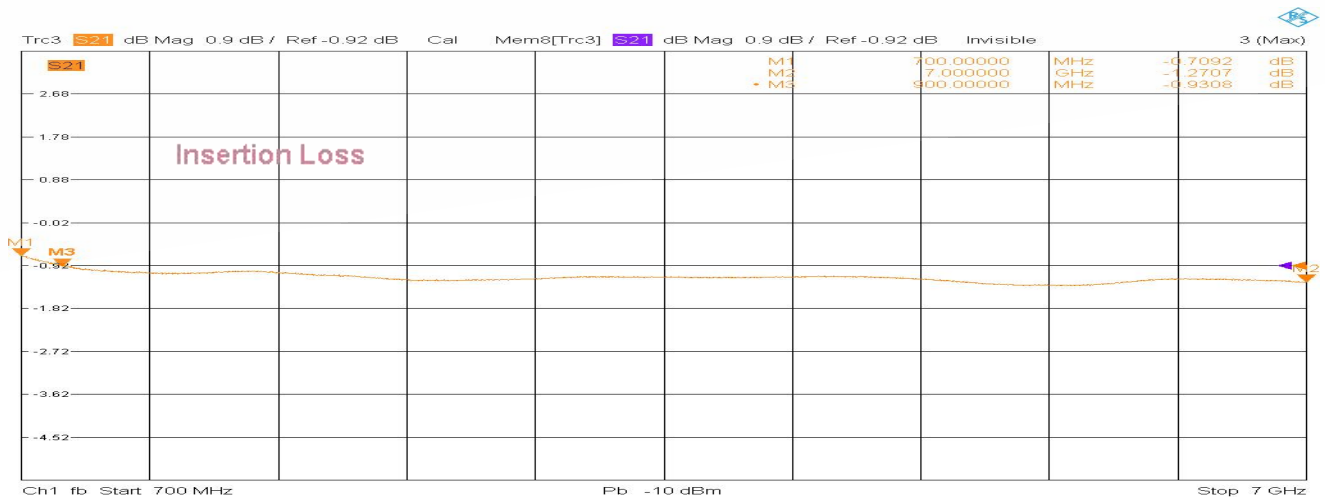 Trc3 S21 dB Mag 0.9 dB / Ref -0.92 dB Cal Mem8[Trc3] S21 dB Mag 0.9 dB / Ref -0.92 dB Invisible 3 (Max)
S21
M1 700.00000 MHz -0.7092 dB
M2 7.000000 GHz -1.2707 dB
• M3 900.00000 MHz -0.9308 dB
2.68
1.78
Insertion Loss
0.88
-0.02
M1
M3
-0.92
M2
-1.82
-2.72
-3.62
-4.52
Ch1 fb Start 700 MHz Pb -10 dBm Stop 7 GHz